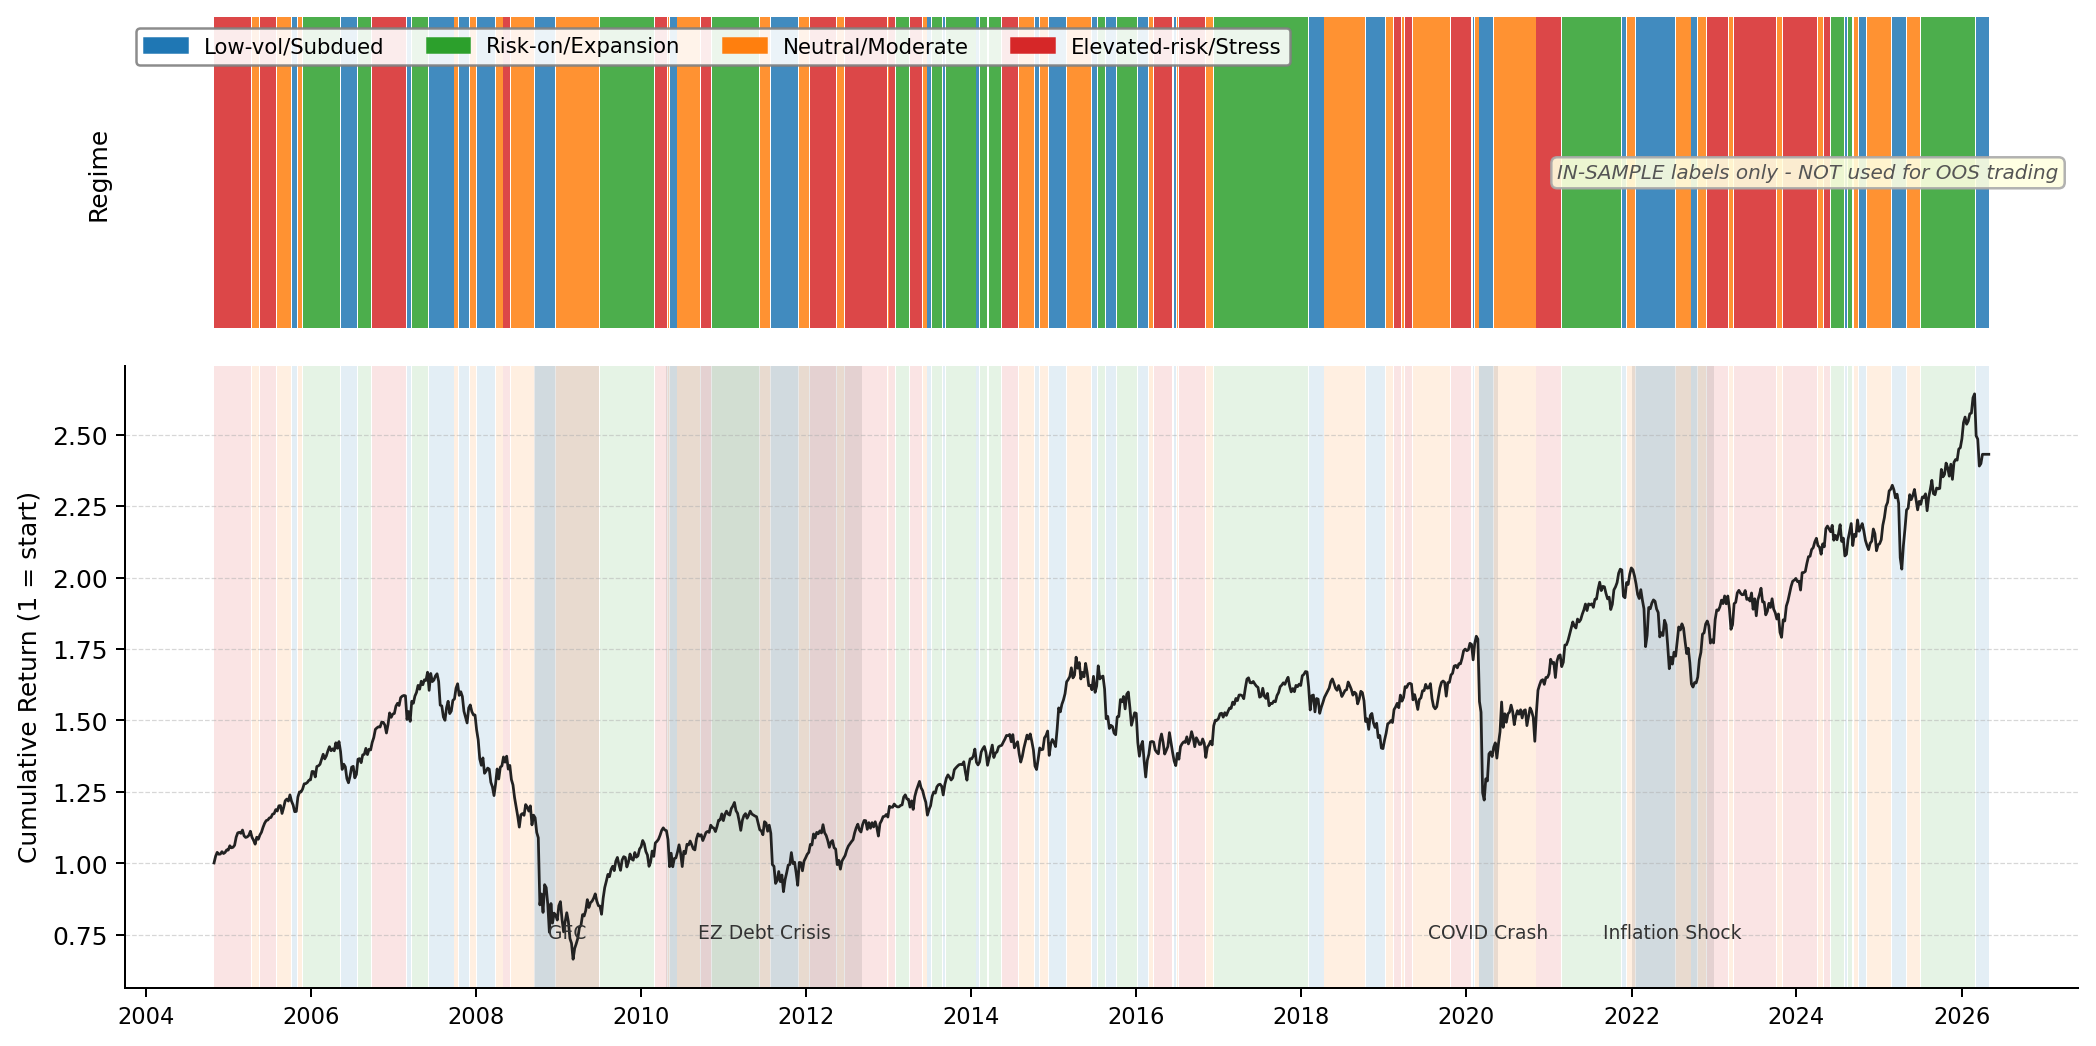 Low-vol/Subdued
Risk-on/Expansion
Neutral/Moderate
Elevated-risk/Stress
Regime
IN-SAMPLE labels only - NOT used for OOS trading
Cumulative Return (1 = start)
2.50
2.25
2.00
1.75
1.50
1.25
1.00
0.75
GFC
EZ Debt Crisis
COVID Crash
Inflation Shock
2004
2006
2008
2010
2012
2014
2016
2018
2020
2022
2024
2026